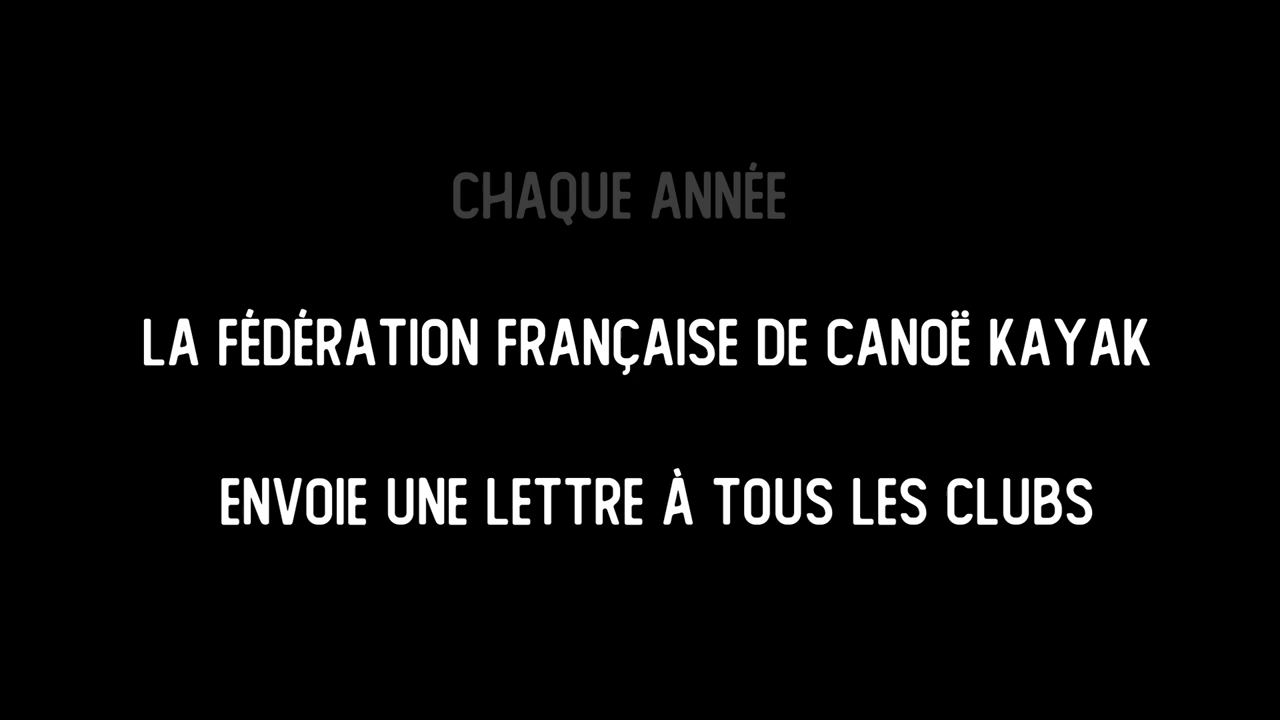 CHAQUE ANNÉE
LA FÉDÉRATION FRANÇAISE DE CANOË KAYAK
ENVOIE UNE LETTRE À TOUS LES CLUBS